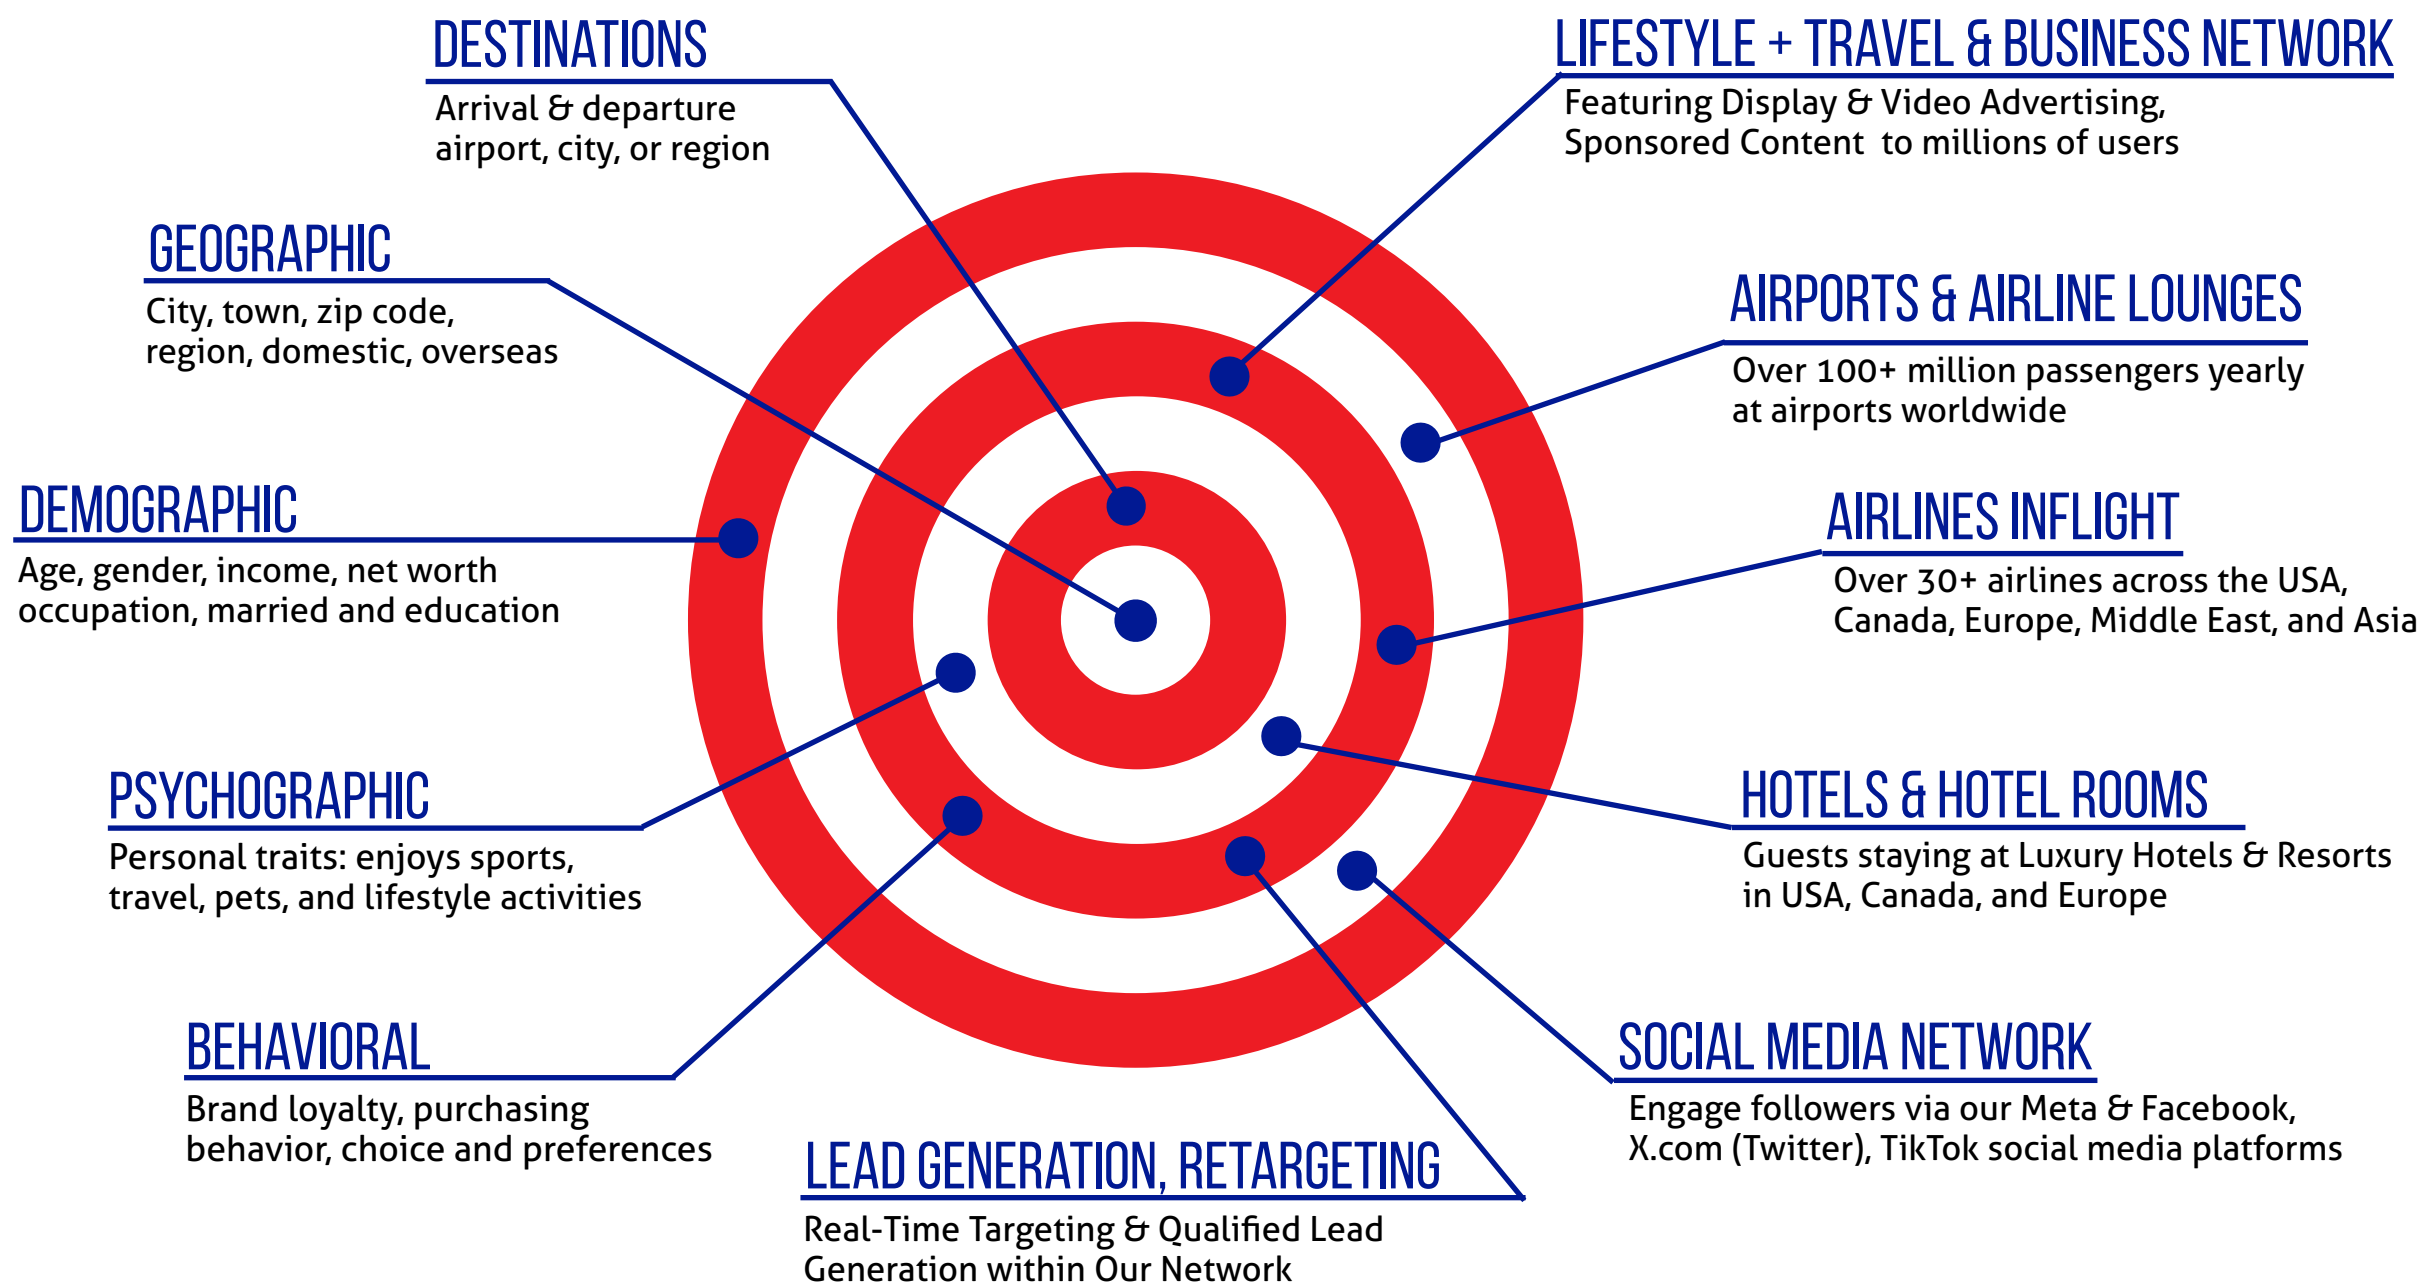 DESTINATIONS
Arrival & departure
airport, city, or region
GEOGRAPHIC
City, town, zip code,
region, domestic, overseas
DEMOGRAPHIC
Age, gender, income, net worth
occupation, married and education
PSYCHOGRAPHIC
Personal traits: enjoys sports,
travel, pets, and lifestyle activities
BEHAVIORAL
Brand loyalty, purchasing
behavior, choice and preferences
LEAD GENERATION, RETARGETING
Real-Time Targeting & Qualified Lead
Generation within Our Network
LIFESTYLE + TRAVEL & BUSINESS NETWORK
Featuring Display & Video Advertising,
Sponsored Content to millions of users
AIRPORTS & AIRLINE LOUNGES
Over 100+ million passengers yearly
at airports worldwide
AIRLINES INFLIGHT
Over 30+ airlines across the USA,
Canada, Europe, Middle East, and Asia
HOTELS & HOTEL ROOMS
Guests staying at Luxury Hotels & Resorts
in USA, Canada, and Europe
SOCIAL MEDIA NETWORK
Engage followers via our Meta & Facebook,
X.com (Twitter), TikTok social media platforms